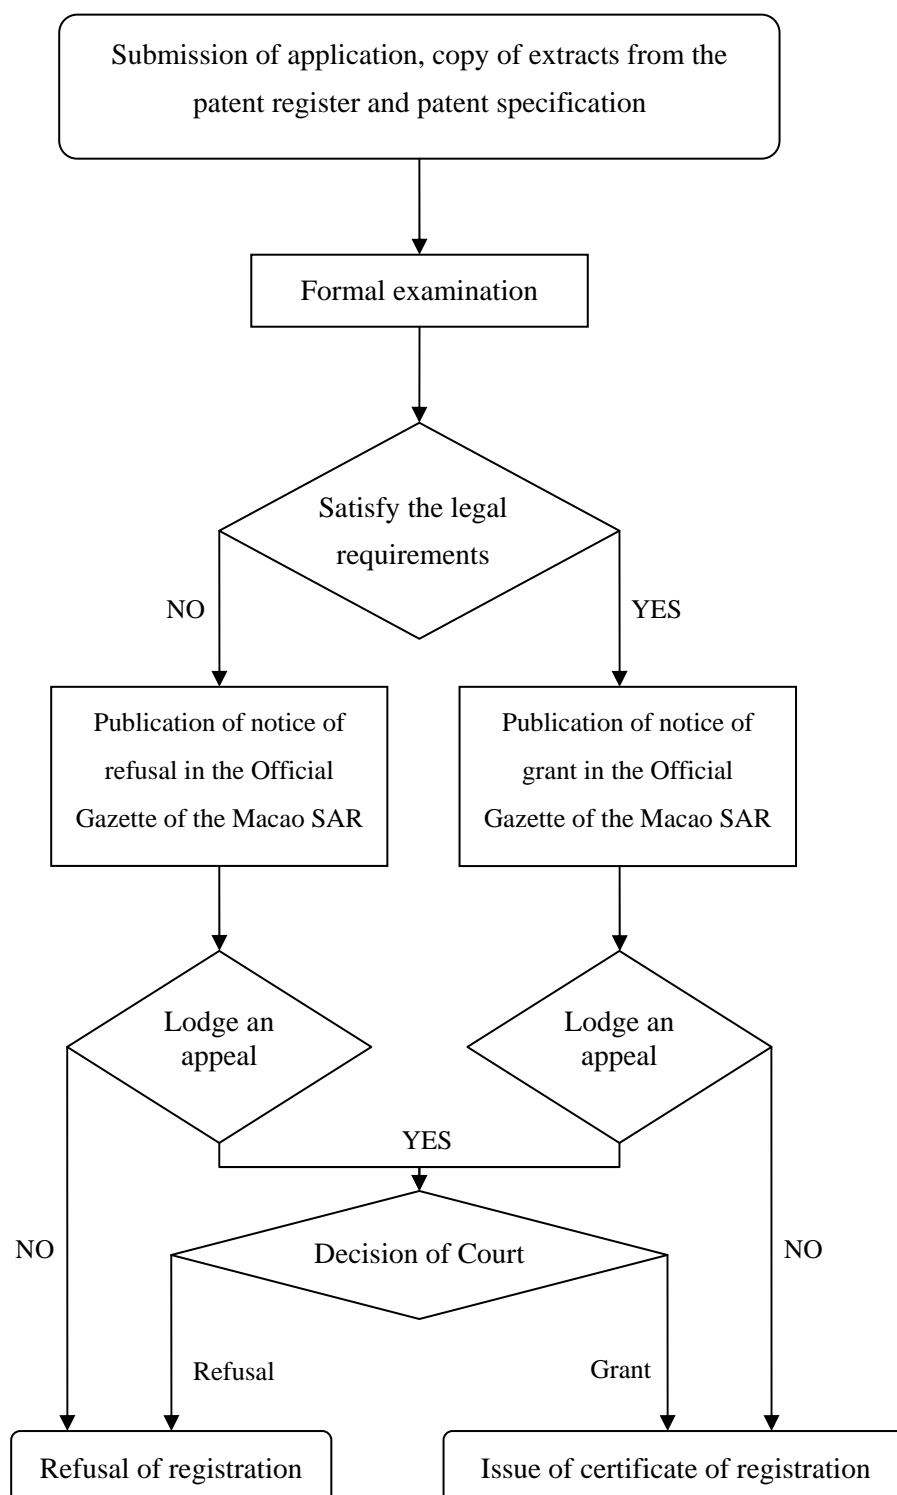 Submission of application, copy of extracts from the
patent register and patent specification
Formal examination
Satisfy the legal
requirements
NO
YES
Publication of notice of
refusal in the Official
Gazette of the Macao SAR
Publication of notice of
grant in the Official
Gazette of the Macao SAR
Lodge an
appeal
Lodge an
appeal
YES
NO
Decision of Court
NO
Refusal
Grant
Refusal of registration
Issue of certificate of registration